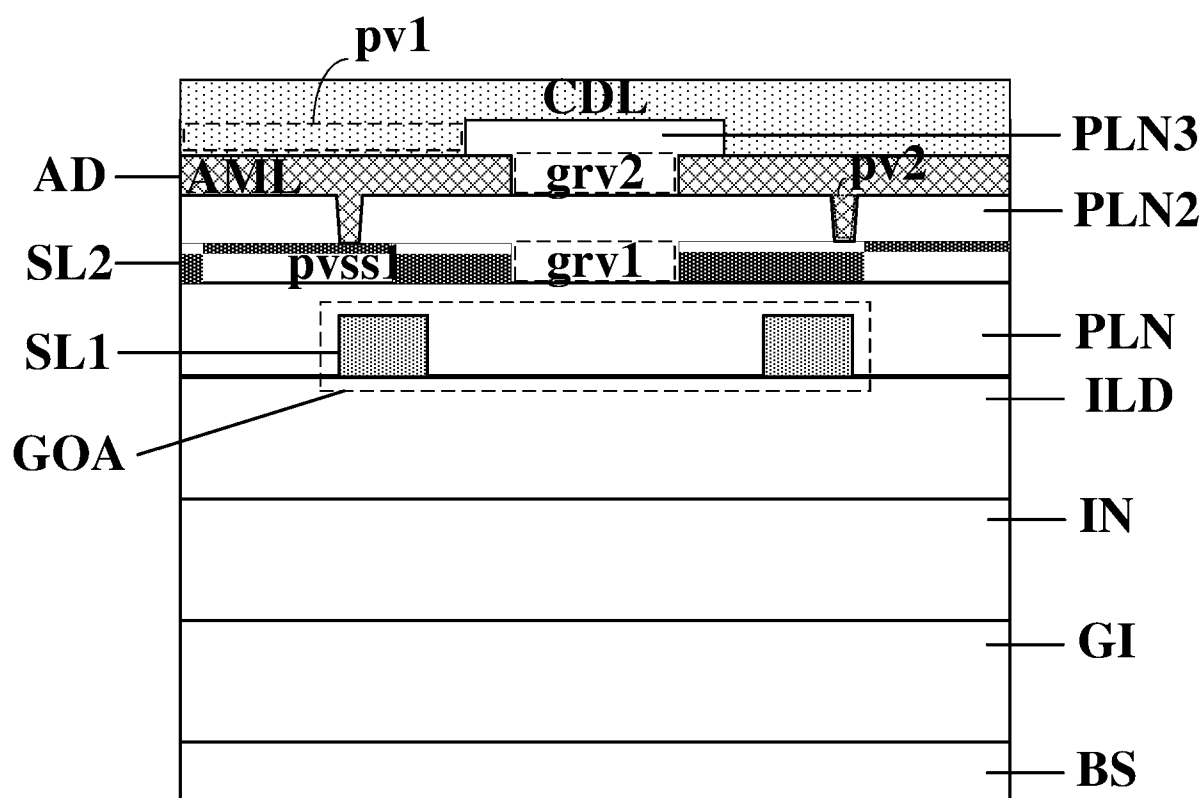 pv1
CDL
PLN3
AD
AML
grv2
pv2
PLN2
SL2
pvss1
grv1
SL1
PLN
ILD
GOA
IN
GI
BS